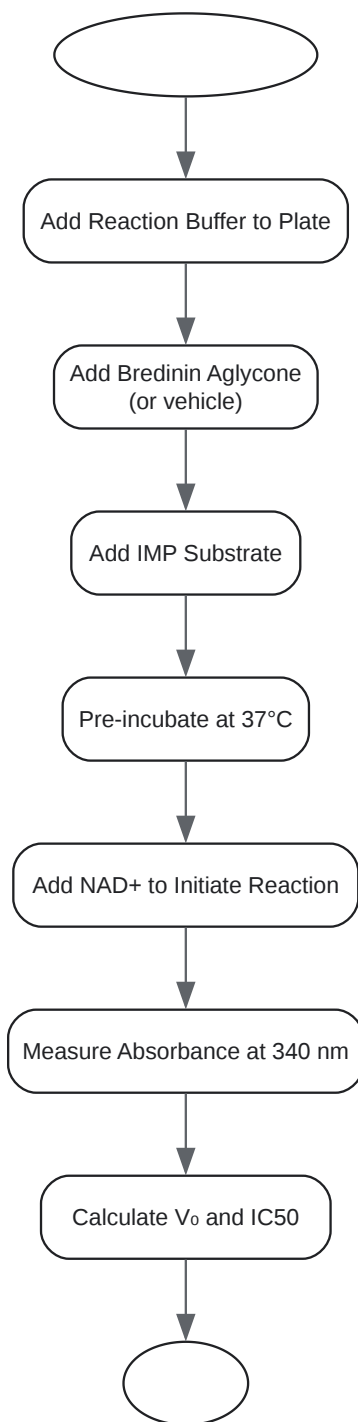 Add Reaction Buffer to Plate
Add Bredinin Aglycone
(or vehicle)
Add IMP Substrate
Pre-incubate at 37°C
Add NAD+ to Initiate Reaction
Measure Absorbance at 340 nm
Calculate V₀ and IC50